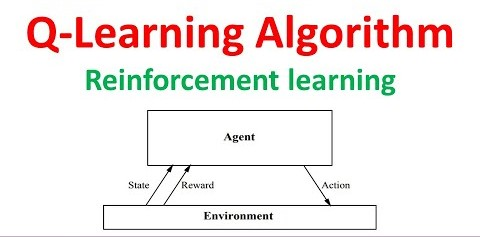 Q-Learning Algorithm
Reinforcement learning
Agent
State Reward Action
Environment